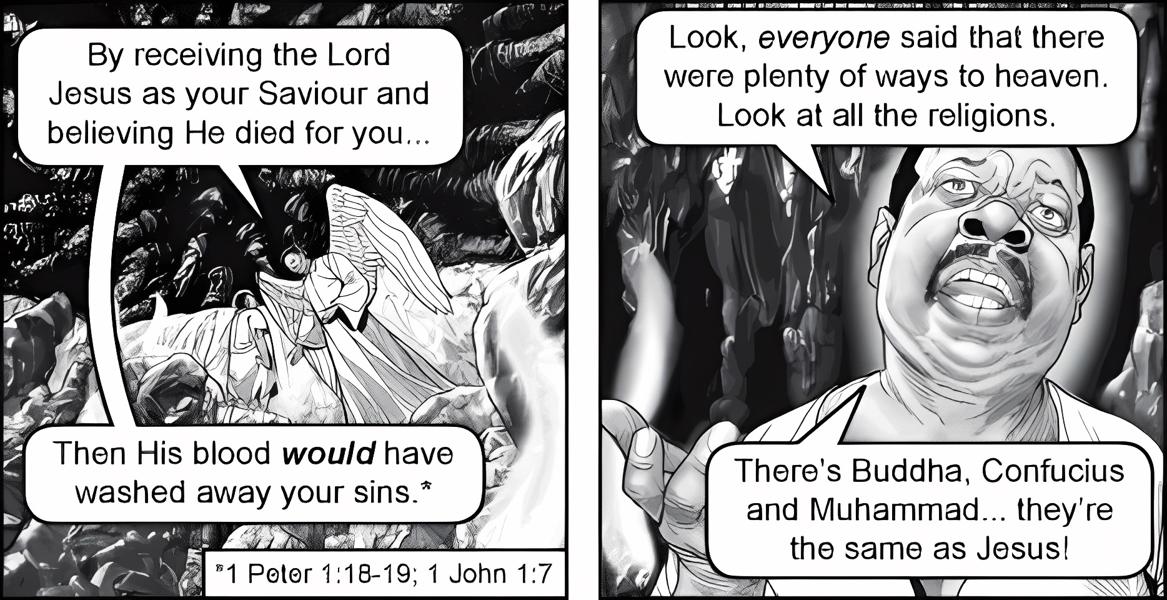 By receiving the Lord
Jesus as your Saviour and
believing He died for you...
Then His blood would have
washed away your sins.*
*1 Peter 1:18-19; 1 John 1:7
Look, everyone said that there
were plenty of ways to heaven.
Look at all the religions.
There's Buddha, Confucius
and Muhammad... they're
the same as Jesus!